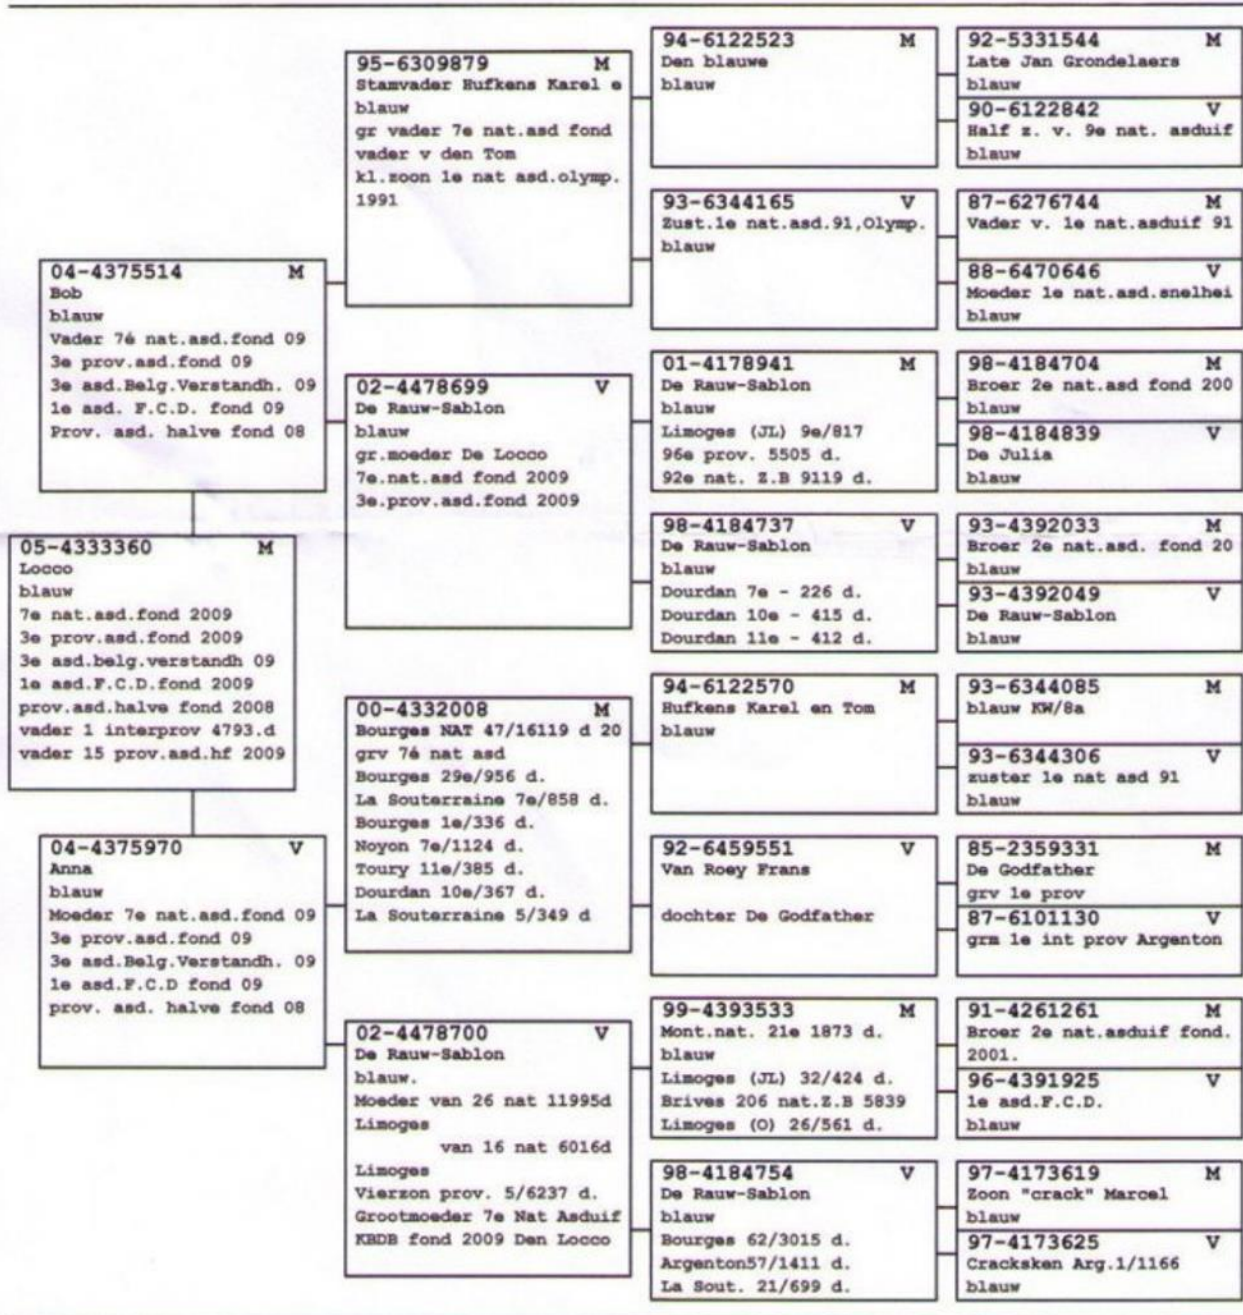 05-4333360 M
Locco
blauw
7e nat.asd.fond 2009
3e prov.asd.fond 2009
3e asd.belg.verstandh 09
1e asd.F.C.D.fond 2009
prov.asd.halve fond 2008
vader 1 interprov 4793.d
vader 15 prov.asd.hf 2009
04-4375514 M
Bob
blauw
Vader 7é nat.asd.fond 09
3e prov.asd.fond 09
3e asd.Belg.Verstandh. 09
1e asd. F.C.D. fond 09
Prov. asd. halve fond 08
04-4375970 V
Anna
blauw
Moeder 7e nat.asd.fond 09
3e prov.asd.fond 09
3e asd.Belg.Verstandh. 09
1e asd.F.C.D fond 09
prov. asd. halve fond 08
95-6309879 M
Stamvader Hufkens Karel e
blauw
gr vader 7e nat.asd fond
vader v den Tom
kl.zoon 1e nat asd.olymp.
1991
02-4478699 V
De Rauw-Sablon
blauw
gr.moeder De Locco
7e.nat.asd fond 2009
3e.prov.asd.fond 2009
00-4332008 M
Bourges NAT 47/16119 d 20
grv 7é nat asd
Bourges 29e/956 d.
La Souterraine 7e/858 d.
Bourges 1e/336 d.
Noyon 7e/1124 d.
Toury 11e/385 d.
Dourdan 10e/367 d.
La Souterraine 5/349 d
02-4478700 V
De Rauw-Sablon
blauw.
Moeder van 26 nat 11995d
Limoges
van 16 nat 6016d
Limoges
Vierzon prov. 5/6237 d.
Grootmoeder 7e Nat Asduif
KBDB fond 2009 Den Locco
94-6122523 M
Den blauwe
blauw
93-6344165 V
Zust.1e nat.asd.91,Olymp.
blauw
01-4178941 M
De Rauw-Sablon
blauw
Limoges (JL) 9e/817
96e prov. 5505 d.
92e nat. Z.B 9119 d.
98-4184737 V
De Rauw-Sablon
blauw
Dourdan 7e - 226 d.
Dourdan 10e - 415 d.
Dourdan 11e - 412 d.
94-6122570 M
Hufkens Karel en Tom
blauw
92-6459551 V
Van Roey Frans
dochter De Godfather
99-4393533 M
Mont.nat. 21e 1873 d.
blauw
Limoges (JL) 32/424 d.
Brives 206 nat.Z.B 5839
Limoges (O) 26/561 d.
98-4184754 V
De Rauw-Sablon
blauw
Bourges 62/3015 d.
Argenton57/1411 d.
La Sout. 21/699 d.
92-5331544 M
Late Jan Grondelaers
blauw
90-6122842 V
Half z. v. 9e nat. asduif
blauw
87-6276744 M
Vader v. 1e nat.asduif 91
88-6470646 V
Moeder 1e nat.asd.snelhei
blauw
98-4184704 M
Broer 2e nat.asd fond 200
blauw
98-4184839 V
De Julia
blauw
93-4392033 M
Broer 2e nat.asd. fond 20
blauw
93-4392049 V
De Rauw-Sablon
blauw
93-6344085 M
blauw KW/8a
93-6344306 V
zuster 1e nat asd 91
blauw
85-2359331 M
De Godfather
grv 1e prov
87-6101130 V
grm 1e int prov Argenton
91-4261261 M
Broer 2e nat.asduif fond.
2001.
96-4391925 V
1e asd.F.C.D.
blauw
97-4173619 M
Zoon "crack" Marcel
blauw
97-4173625 V
Cracksken Arg.1/1166
blauw